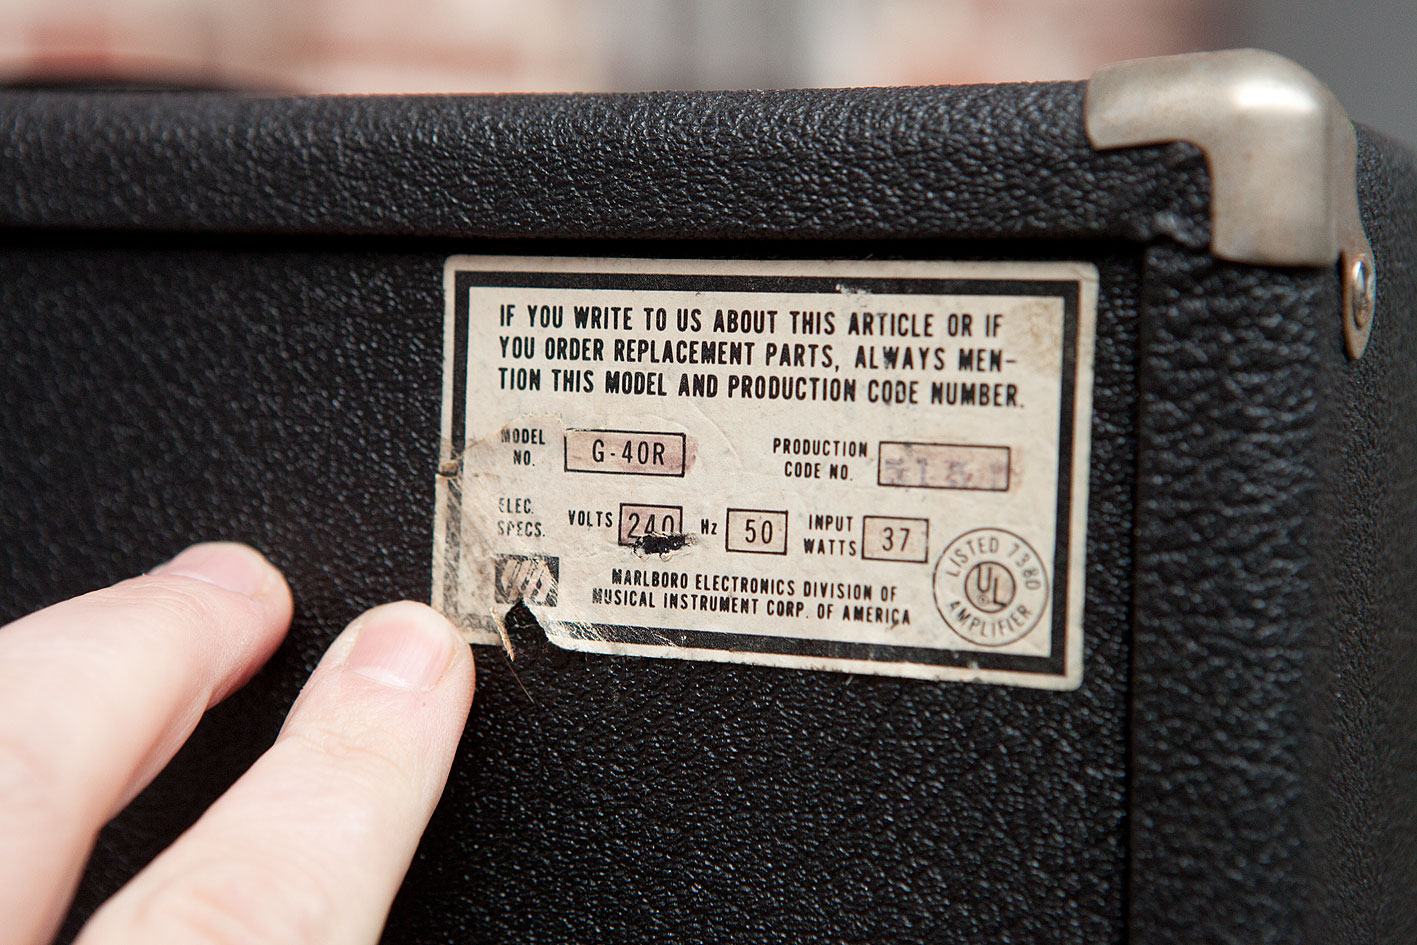 IF YOU WRITE TO US ABOUT THIS ARTICLE OR IF
YOU ORDER REPLACEMENT PARTS, ALWAYS MEN-
TION THIS MODEL AND PRODUCTION CODE NUMBER.
MODEL NO. G-40R
PRODUCTION CODE NO.
ELEC. SPECS. VOLTS 240 Hz 50 INPUT WATTS 37
MARLBORO ELECTRONICS DIVISION OF
MUSICAL INSTRUMENT CORP. OF AMERICA
LISTED 7380
UL ®
AMPLIFIER